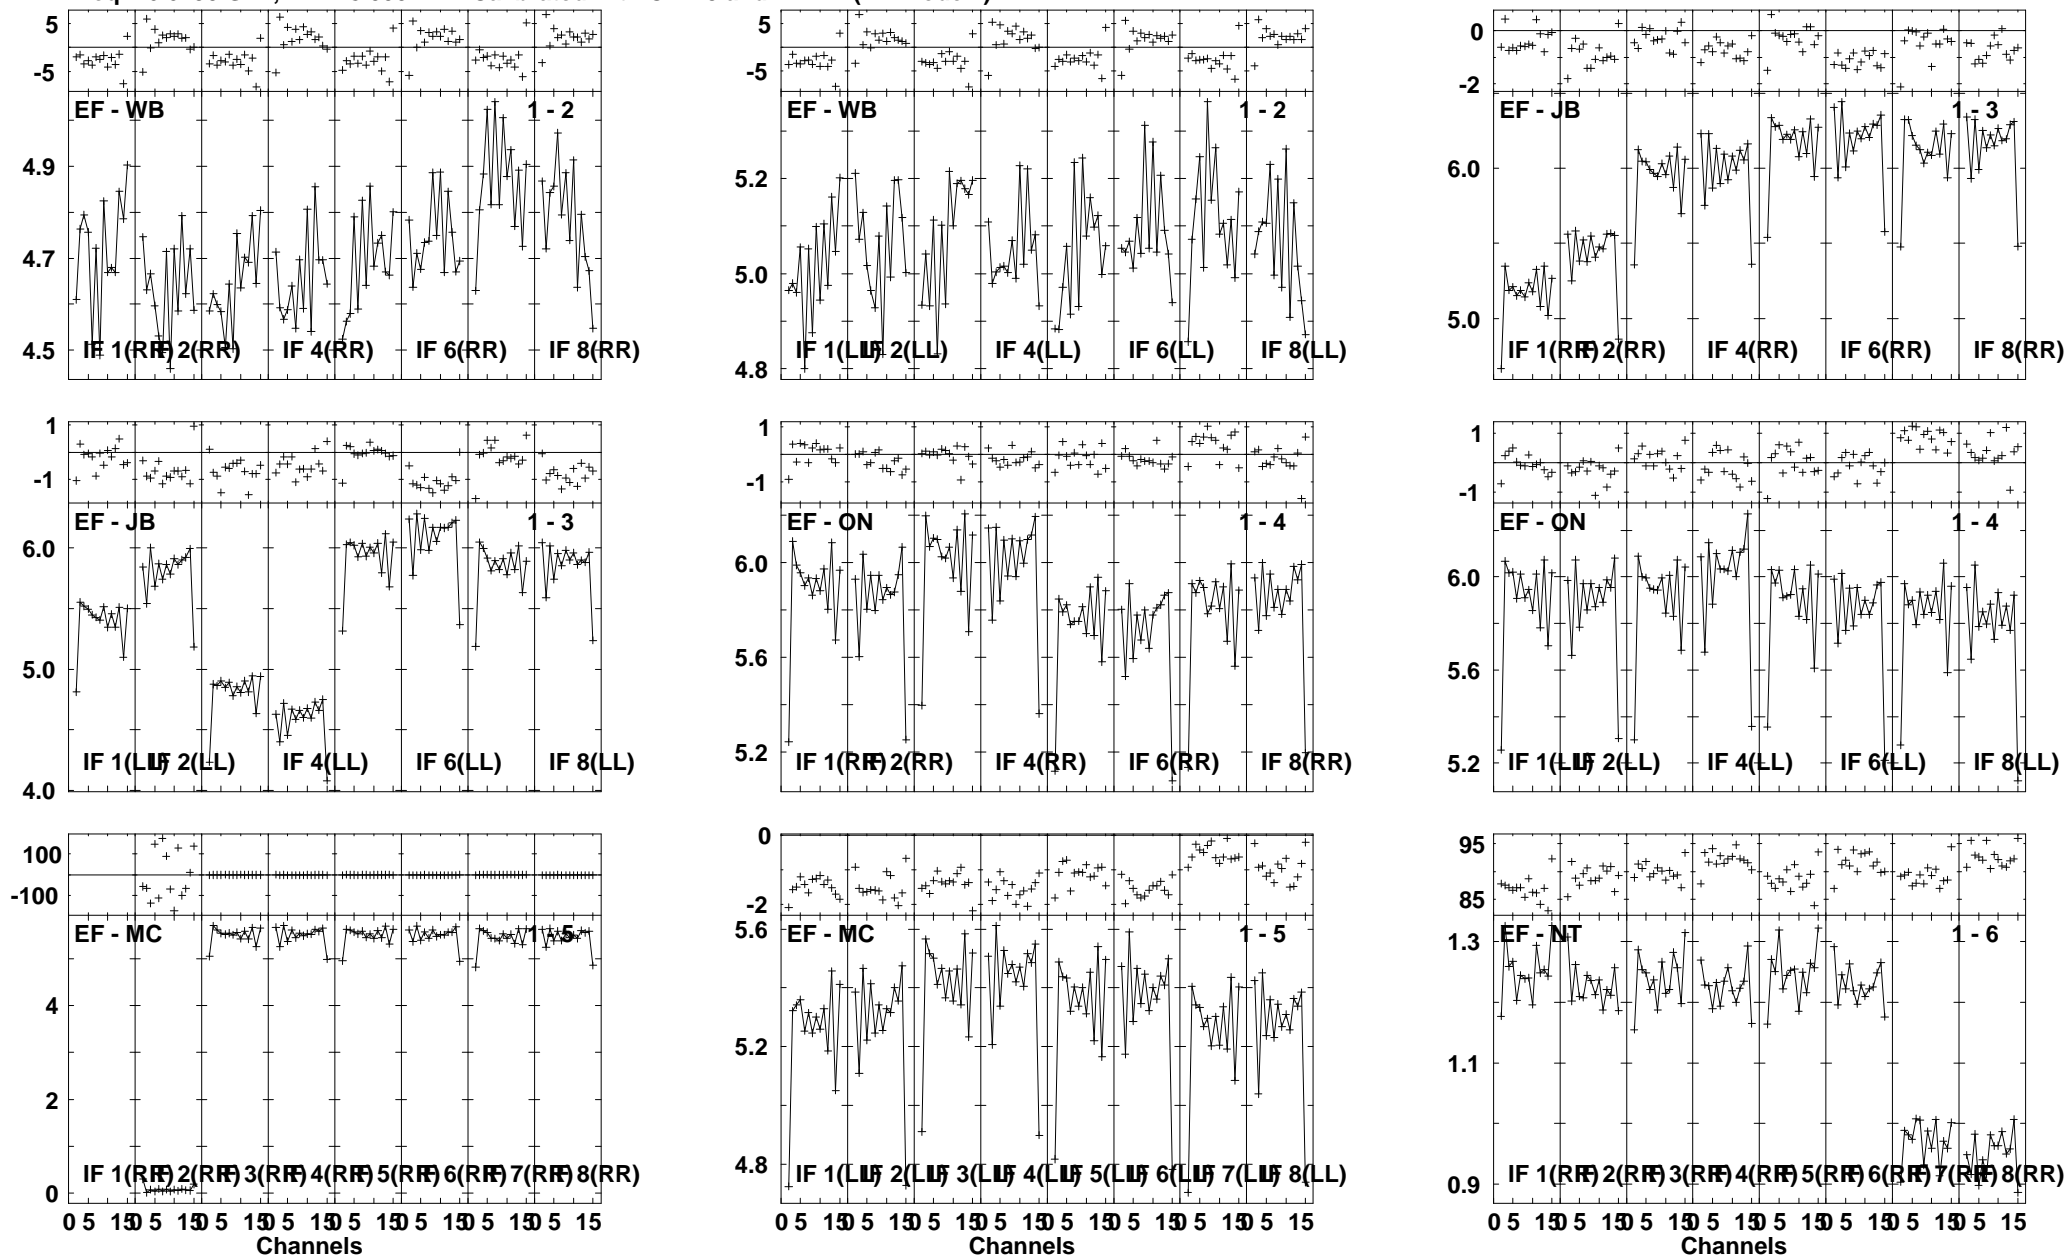 5
-5
EF - WB 1 - 2
4.9
4.7
4.5
IF 1(RR) IF 2(RR) IF 4(RR) IF 6(RR) IF 8(RR)
5
-5
EF - WB 1 - 2
5.2
5.0
4.8
IF 1(LL) IF 2(LL) IF 4(LL) IF 6(LL) IF 8(LL)
0
-2
EF - JB 1 - 3
6.0
5.0
IF 1(RR) IF 2(RR) IF 4(RR) IF 6(RR) IF 8(RR)
1
-1
EF - JB 1 - 3
6.0
5.0
4.0
IF 1(LL) IF 2(LL) IF 4(LL) IF 6(LL) IF 8(LL)
1
-1
EF - ON 1 - 4
6.0
5.6
5.2
IF 1(RR) IF 2(RR) IF 4(RR) IF 6(RR) IF 8(RR)
1
-1
EF - ON 1 - 4
6.0
5.6
5.2
IF 1(LL) IF 2(LL) IF 4(LL) IF 6(LL) IF 8(LL)
100
-100
EF - MC 1 - 5
4
2
0
IF 1(RR) IF 2(RR) IF 3(RR) IF 4(RR) IF 5(RR) IF 6(RR) IF 7(RR) IF 8(RR)
0 5 15 0 5 15 0 5 15 0 5 15 0 5 15 0 5 15 0 5 15 0 5 15
Channels
0
-2
EF - MC 1 - 5
5.6
5.2
4.8
IF 1(LL) IF 2(LL) IF 3(LL) IF 4(LL) IF 5(LL) IF 6(LL) IF 7(LL) IF 8(LL)
0 5 15 0 5 15 0 5 15 0 5 15 0 5 15 0 5 15 0 5 15 0 5 15
Channels
95
85
EF - NT 1 - 6
1.3
1.1
0.9
IF 1(RR) IF 2(RR) IF 3(RR) IF 4(RR) IF 5(RR) IF 6(RR) IF 7(RR) IF 8(RR)
0 5 15 0 5 15 0 5 15 0 5 15 0 5 15 0 5 15 0 5 15 0 5 15
Channels